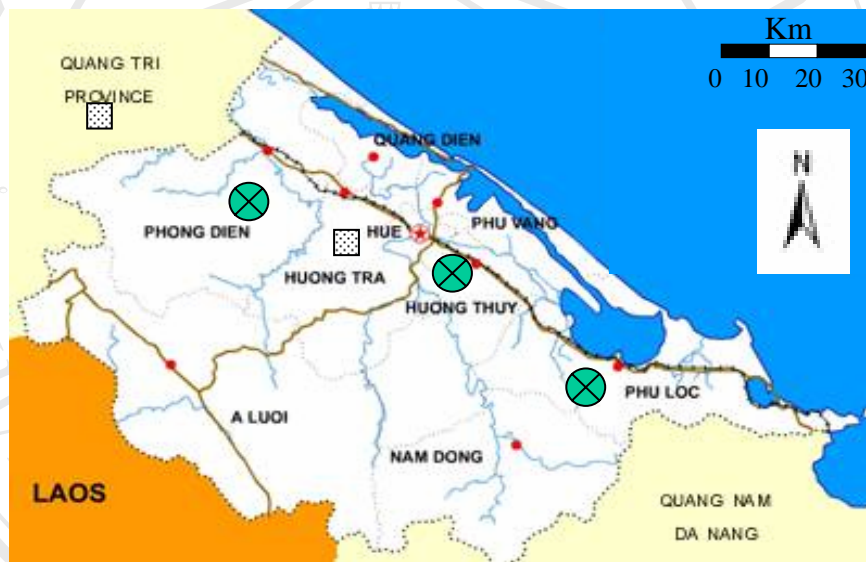 Km
0 10 20 30
QUANG TRI
PROVINCE
QUANG DIEN
N
PHU VANG
PHONG DIEN
HUE
HUONG TRA
HUONG THUY
PHU LOC
A LUOI
NAM DONG
LAOS
QUANG NAM
DA NANG